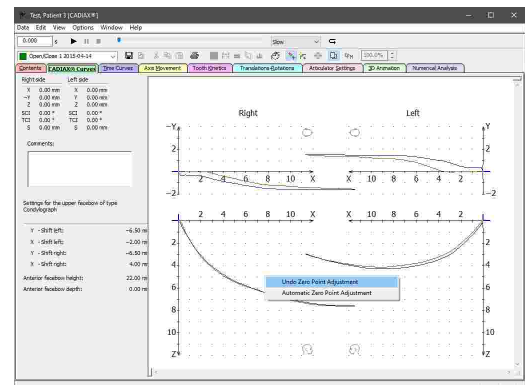 Test, Patient 3 [CADIAX®]
Data Edit View Options Window Help
0.000 s Slow
Open/Close 1 2015-04-14 100.0%
Contents CADIAX® Curves Time Curves Axis Movement Tooth Kinetics Translations-Rotations Articulator Settings 3D Animation Numerical Analysis
Right side Left side
X 0.00 mm X 0.00 mm
-Y 0.00 mm Y 0.00 mm
Z 0.00 mm Z 0.00 mm
SCI 0.00 ° SCI 0.00 °
TCI 0.00 ° TCI 0.00 °
S 0.00 mm S 0.00 mm
Comments:
Settings for the upper facebow of type
Condylograph
Y - Shift left: -6.50 m
X - Shift left: -2.00 m
Y - Shift right: -6.50 m
X - Shift right: 4.00 m
Anterior facebow height: 22.00 m
Anterior facebow depth: 0.00 m
Right Left
-Y Y
2 2
2 4 6 8 10 X X 10 8 6 4 2
-2 -2
2 4 6 8 10 X X 10 8 6 4 2
2 2
4 4
6 6
Undo Zero Point Adjustment
Automatic Zero Point Adjustment
8 8
10 10
Z Z